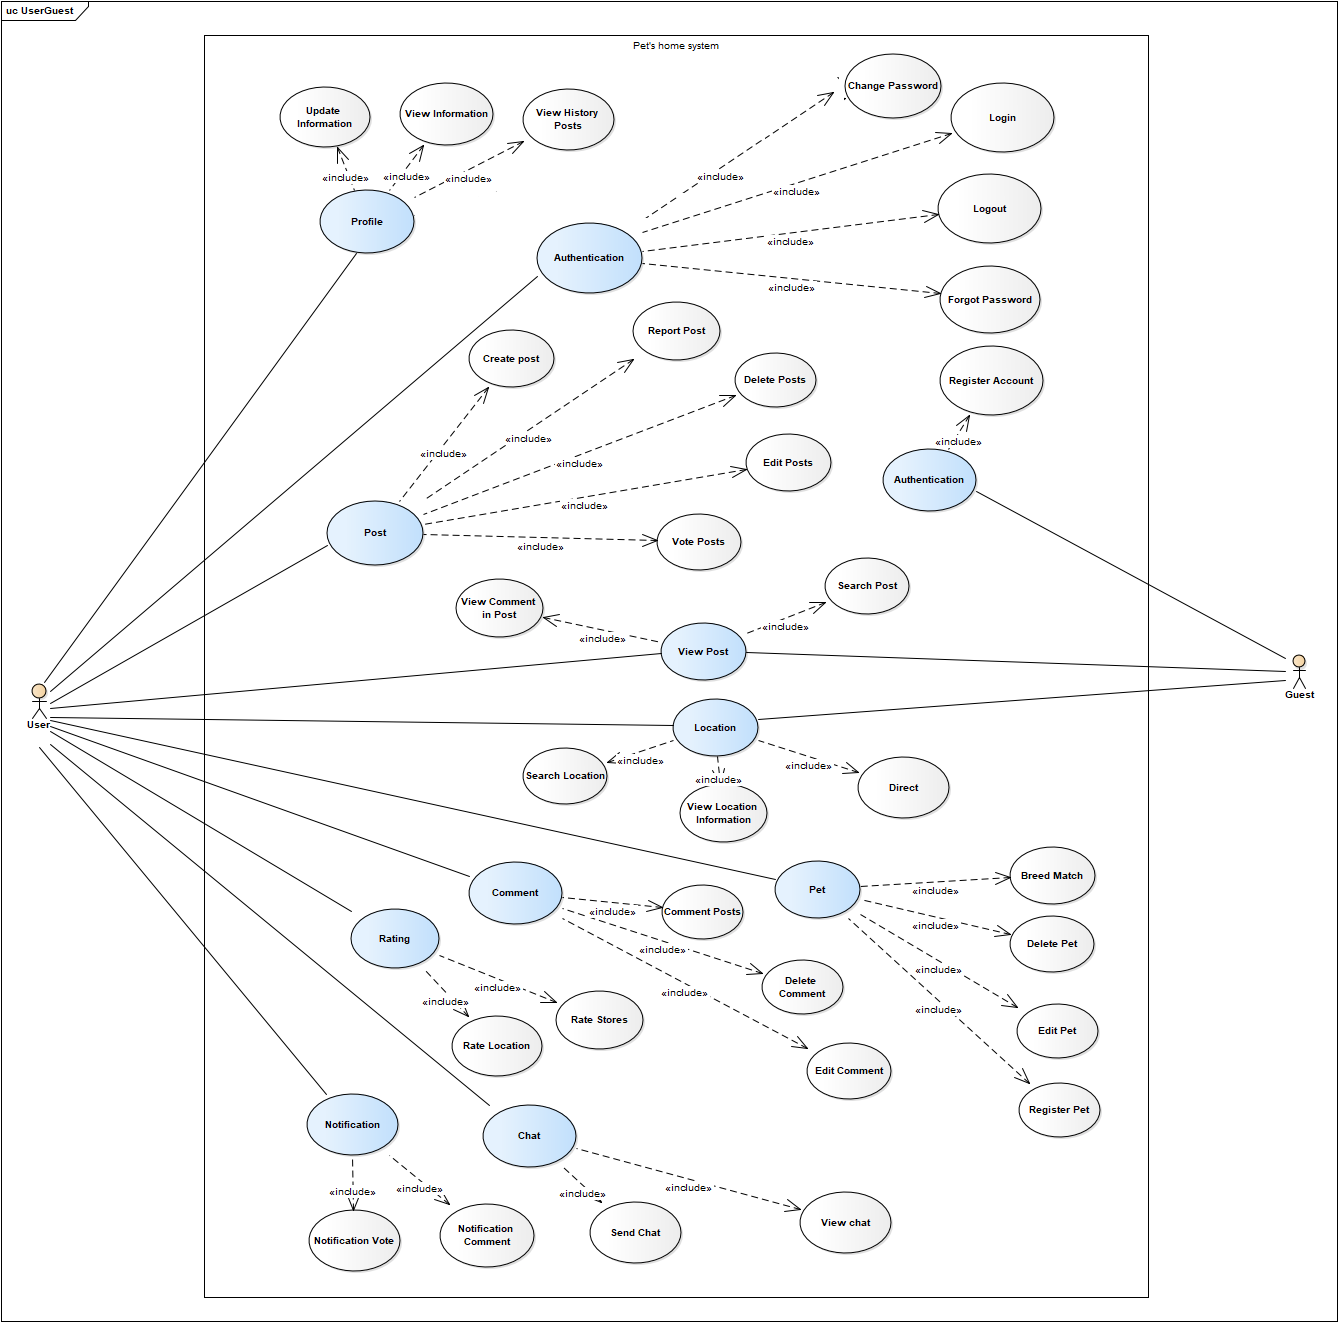 uc UserGuest
Pet's home system
Change Password
Update
Information
View Information
View History
Posts
Login
«include»
«include»
«include»
«include»
«include»
Profile
Logout
«include»
Authentication
«include»
Forgot Password
Report Post
Create post
Delete Posts
Register Account
«include»
«include»
«include»
Edit Posts
«include»
Authentication
«include»
Post
Vote Posts
«include»
Search Post
View Comment
in Post
«include»
«include»
View Post
User
Guest
Location
«include»
«include»
Search Location
«include»
Direct
View Location
Information
Breed Match
Comment
Pet
«include»
Comment Posts
«include»
«include»
Rating
Delete Pet
«include»
«include»
«include»
Delete
Comment
«include»
«include»
«include»
Rate Stores
Edit Pet
Rate Location
Edit Comment
Register Pet
Notification
Chat
«include»
«include»
«include»
«include»
Notification Vote
Notification
Comment
Send Chat
View chat